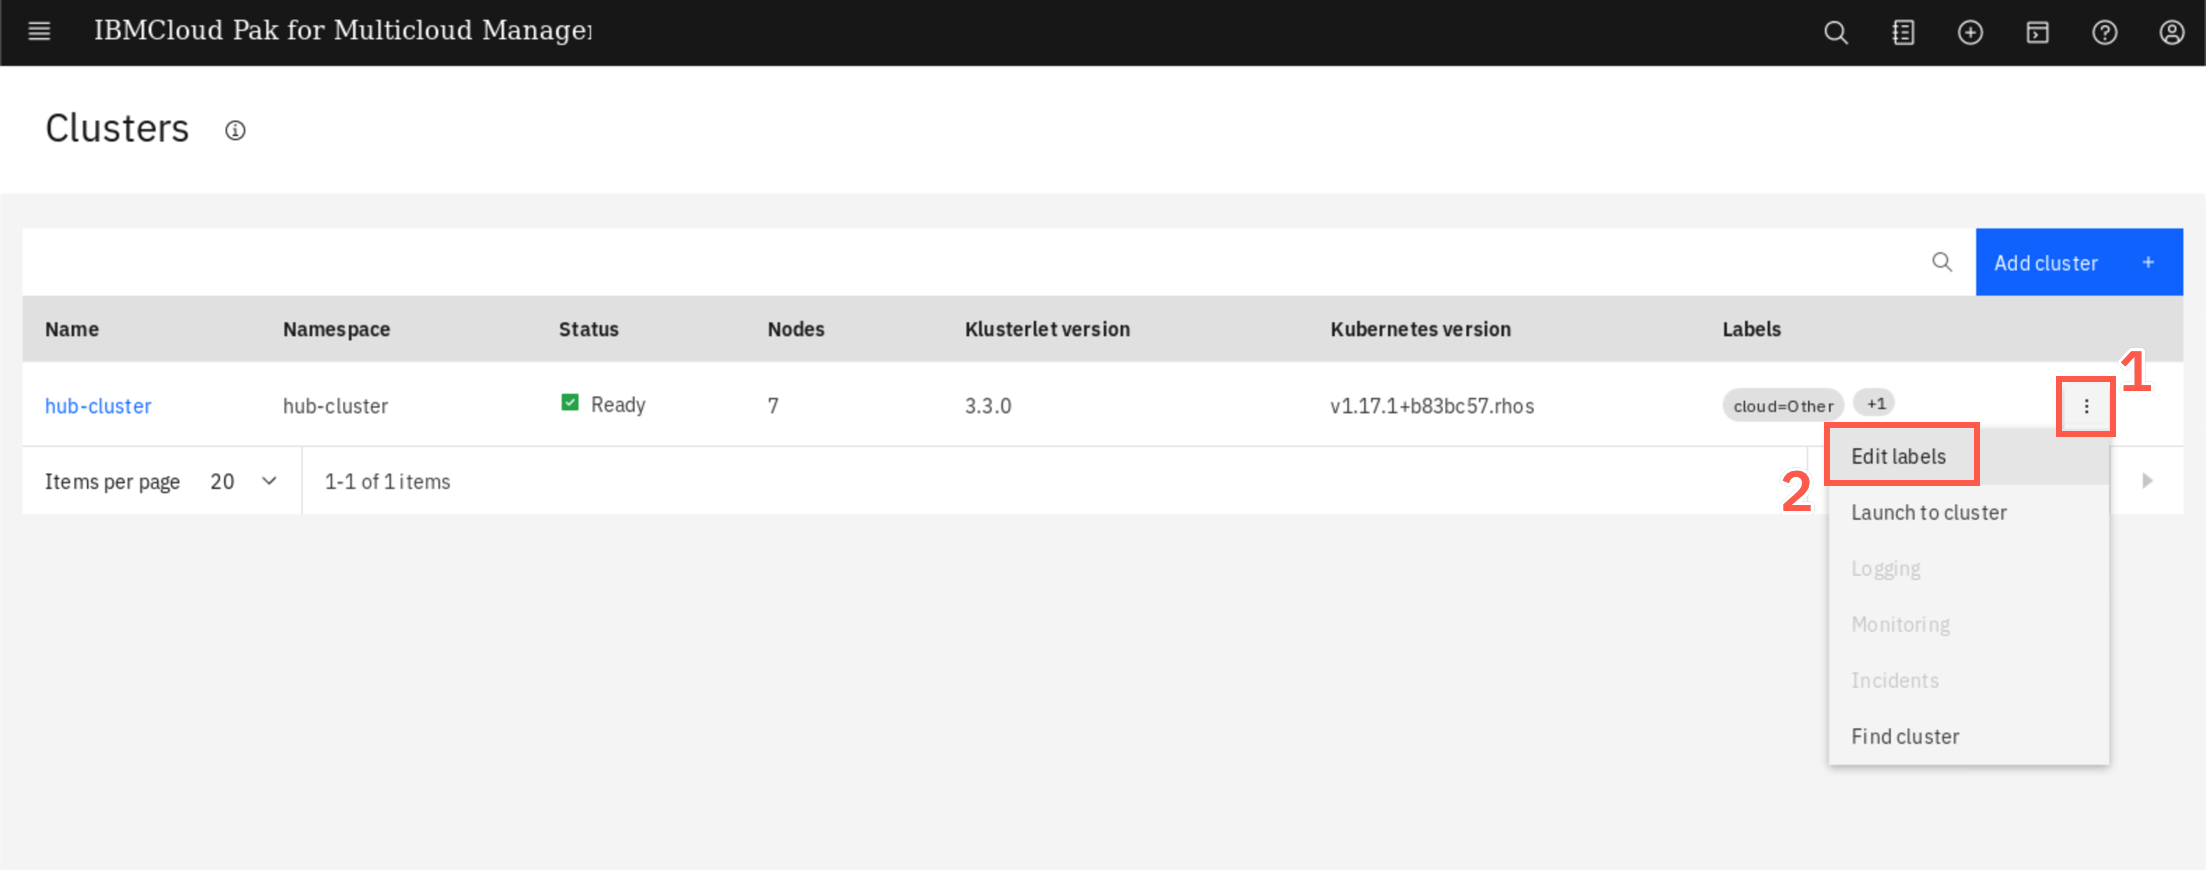 IBMCloud Pak for Multicloud Manager
Clusters
Add cluster +
Name Namespace Status Nodes Klusterlet version Kubernetes version Labels
1
hub-cluster hub-cluster Ready 7 3.3.0 v1.17.1+b83bc57.rhos cloud=Other +1
Items per page 20 1-1 of 1 items
2
Edit labels
Launch to cluster
Logging
Monitoring
Incidents
Find cluster